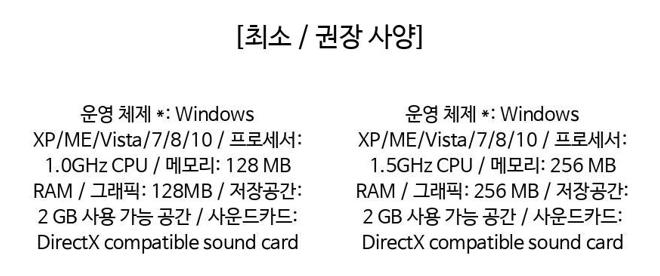 [최소 / 권장 사양]
운영 체제 *: Windows
XP/ME/Vista/7/8/10 / 프로세서:
1.0GHz CPU / 메모리: 128 MB
RAM / 그래픽: 128MB / 저장공간:
2 GB 사용 가능 공간 / 사운드카드:
DirectX compatible sound card
운영 체제 *: Windows
XP/ME/Vista/7/8/10 / 프로세서:
1.5GHz CPU / 메모리: 256 MB
RAM / 그래픽: 256 MB / 저장공간:
2 GB 사용 가능 공간 / 사운드카드:
DirectX compatible sound card